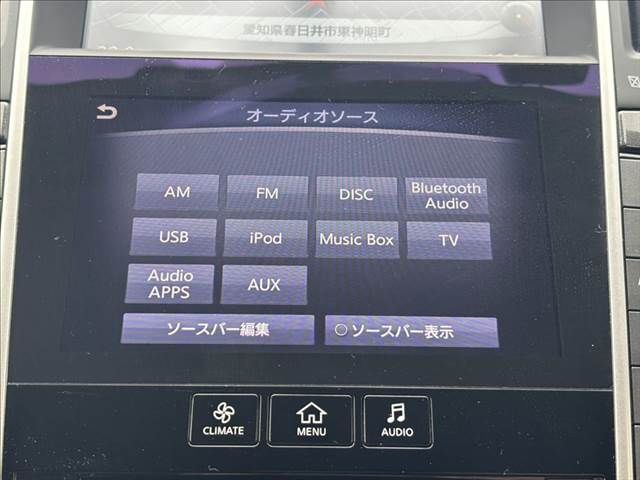 愛知県春日井市東神明町
オーディオソース
AM
FM
DISC
Bluetooth
Audio
USB
iPod
Music Box
TV
Audio
APPS
AUX
ソースバー編集
ソースバー表示
CLIMATE
MENU
AUDIO